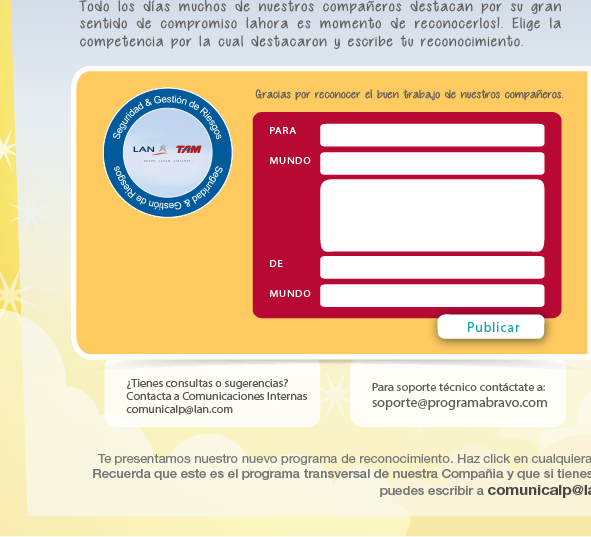 Todo los días muchos de nuestros compañeros destacan por su gran
sentido de compromiso ¡ahora es momento de reconocerlos!. Elige la
competencia por la cual destacaron y escribe tu reconocimiento.
Gracias por reconocer el buen trabajo de nuestros compañeros.
Seguridad & Gestión de Riesgos
LAN TAM
Seguridad & Gestión de Riesgos
PARA
MUNDO
DE
MUNDO
Publicar
¿Tienes consultas o sugerencias?
Contacta a Comunicaciones Internas
comunicalp@lan.com
Para soporte técnico contáctate a:
soporte@programabravo.com
Te presentamos nuestro nuevo programa de reconocimiento. Haz click en cualquiera
Recuerda que este es el programa transversal de nuestra Compañia y que si tienes
puedes escribir a comunicalp@la